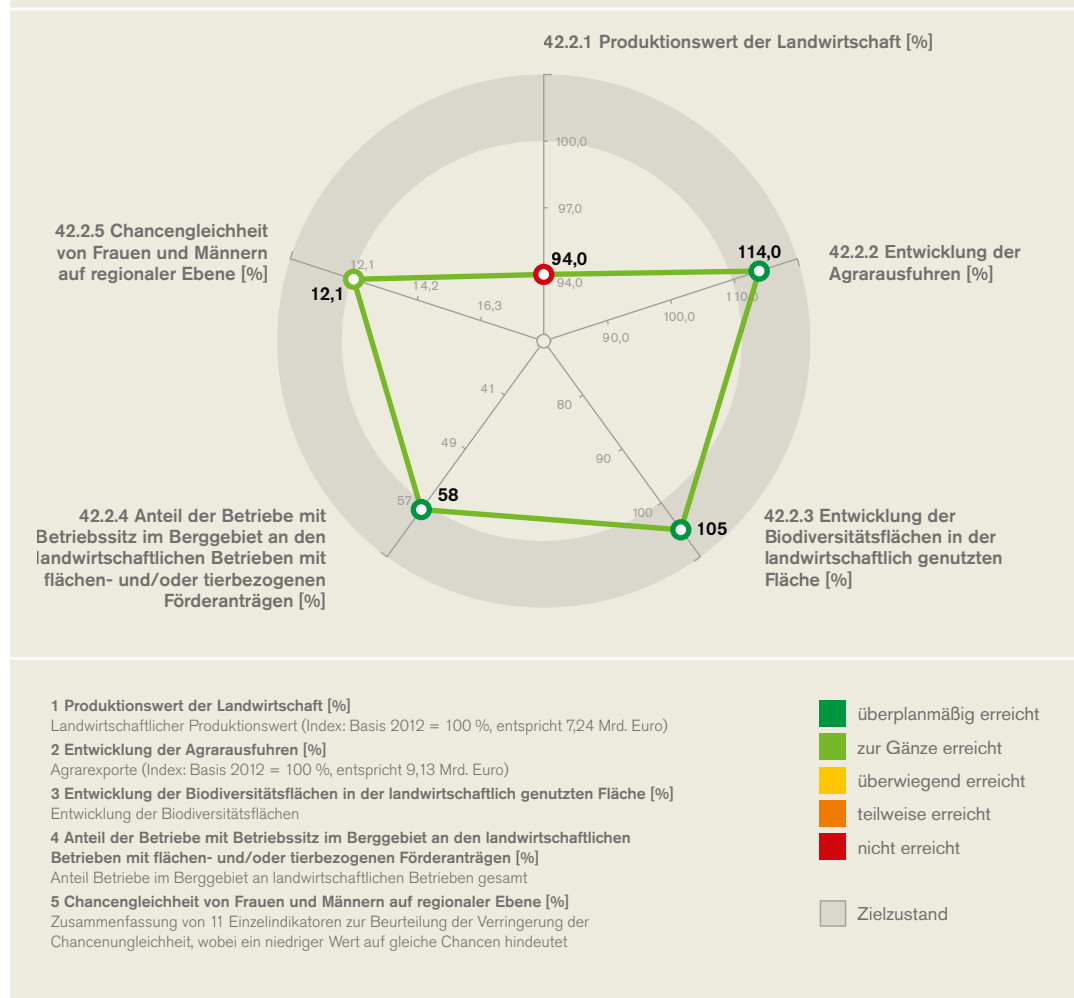 42.2.1 Produktionswert der Landwirtschaft [%]
100,0
97,0
94,0
94,0
42.2.2 Entwicklung der
Agrarausfuhren [%]
114,0
110,0
100,0
90,0
42.2.3 Entwicklung der
Biodiversitätsflächen in der
landwirtschaftlich genutzten
Fläche [%]
80
90
100
105
42.2.4 Anteil der Betriebe mit
Betriebssitz im Berggebiet an den
landwirtschaftlichen Betrieben mit
flächen- und/oder tierbezogenen
Förderanträgen [%]
41
49
57
58
42.2.5 Chancengleichheit
von Frauen und Männern
auf regionaler Ebene [%]
12,1
12,1
14,2
16,3
1 Produktionswert der Landwirtschaft [%]
Landwirtschaftlicher Produktionswert (Index: Basis 2012 = 100 %, entspricht 7,24 Mrd. Euro)
2 Entwicklung der Agrarausfuhren [%]
Agrarexporte (Index: Basis 2012 = 100 %, entspricht 9,13 Mrd. Euro)
3 Entwicklung der Biodiversitätsflächen in der landwirtschaftlich genutzten Fläche [%]
Entwicklung der Biodiversitätsflächen
4 Anteil der Betriebe mit Betriebssitz im Berggebiet an den landwirtschaftlichen
Betrieben mit flächen- und/oder tierbezogenen Förderanträgen [%]
Anteil Betriebe im Berggebiet an landwirtschaftlichen Betrieben gesamt
5 Chancengleichheit von Frauen und Männern auf regionaler Ebene [%]
Zusammenfassung von 11 Einzelindikatoren zur Beurteilung der Verringerung der
Chancenungleichheit, wobei ein niedriger Wert auf gleiche Chancen hindeutet
überplanmäßig erreicht
zur Gänze erreicht
überwiegend erreicht
teilweise erreicht
nicht erreicht
Zielzustand